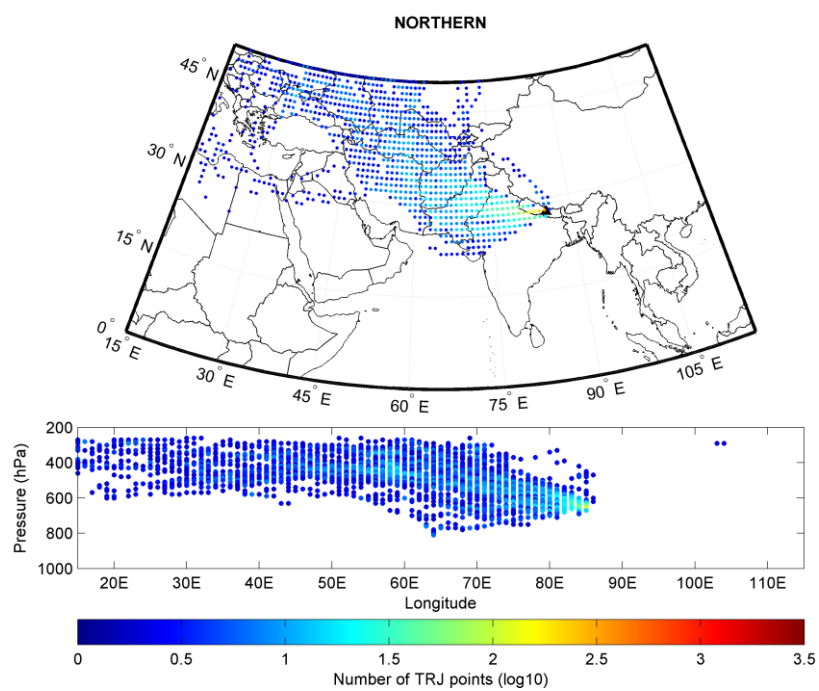 NORTHERN
45° N
30° N
15° N
0°
15° E
30° E
45° E
60° E
75° E
90° E
105° E
200
400
600
800
1000
Pressure (hPa)
20E 30E 40E 50E 60E 70E 80E 90E 100E 110E
Longitude
0 0.5 1 1.5 2 2.5 3 3.5
Number of TRJ points (log10)